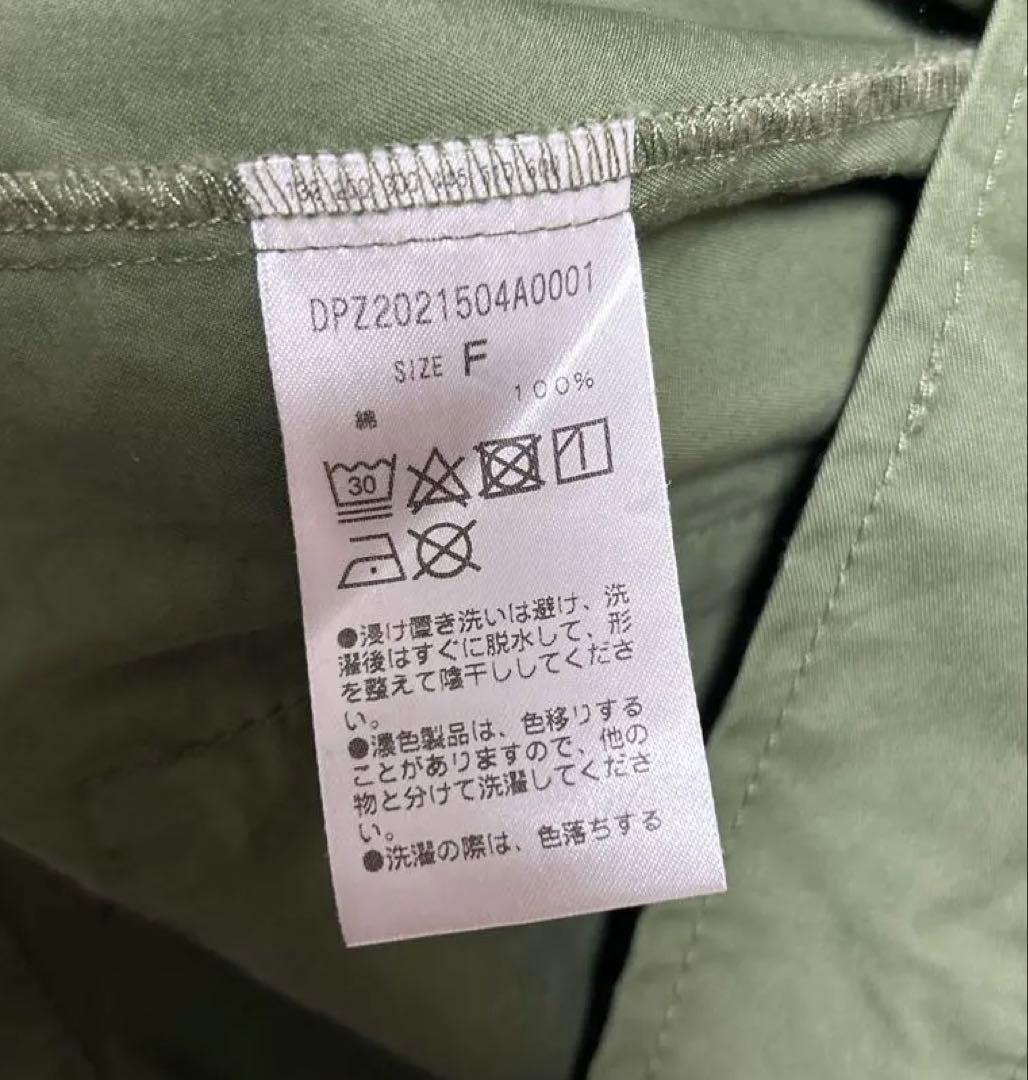 DPZ2021504A0001
SIZE F
綿 100%
30
●浸け置き洗いは避け、洗
濯後はすぐに脱水して、形
を整えて陰干ししてくださ
い。
●濃色製品は、色移りする
ことがありますので、他の
物と分けて洗濯してくださ
い。
●洗濯の際は、色落ちする